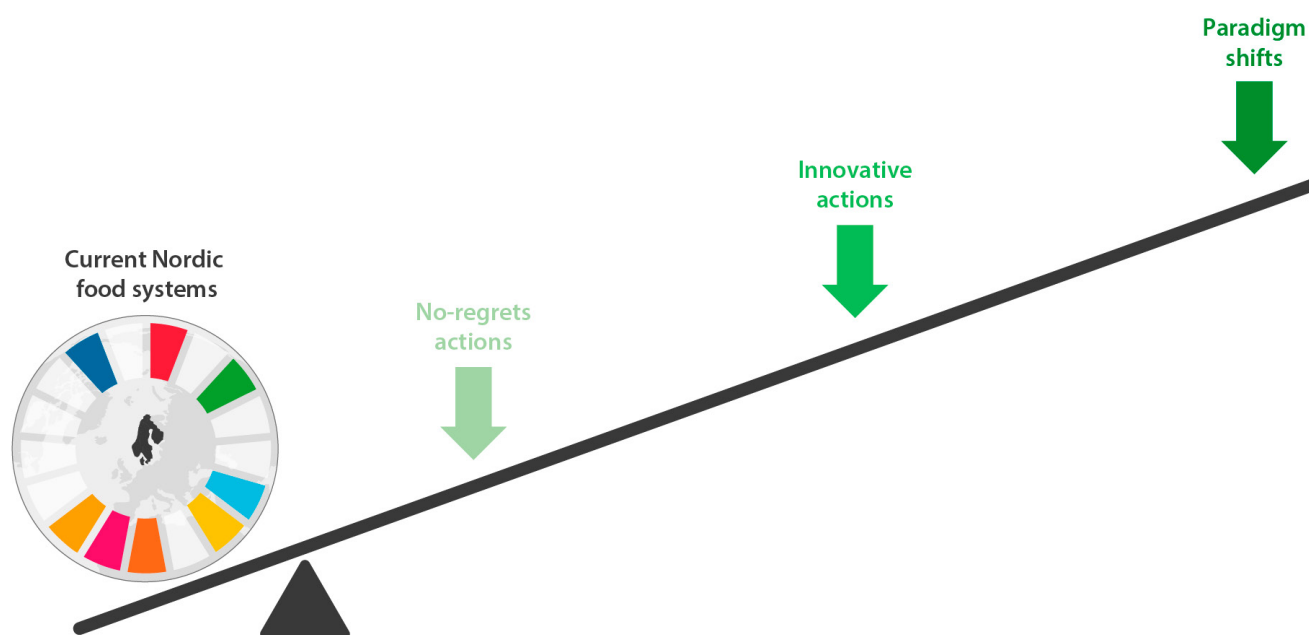 Paradigm
shifts
Innovative
actions
Current Nordic
food systems
No-regrets
actions